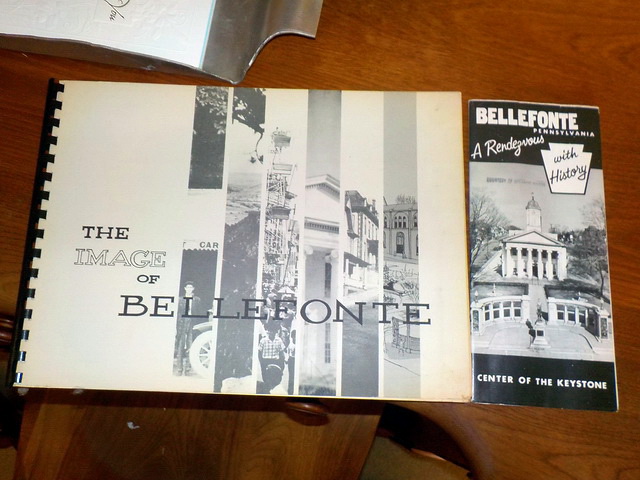 THE
IMAGE
OF
BELLEFONTE
CAR
BELLEFONTE
PENNSYLVANIA
A Rendezvous
with
History
CENTER OF THE KEYSTONE